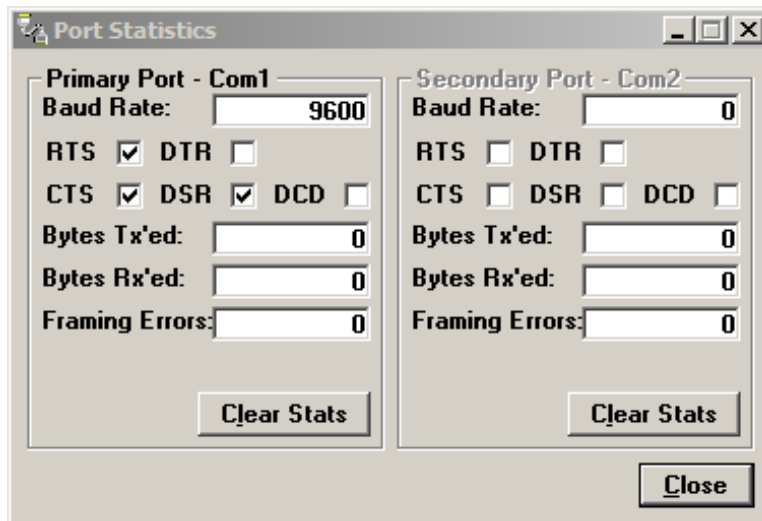 Port Statistics
Primary Port - Com1
Baud Rate: 9600
RTS DTR
CTS DSR DCD
Bytes Tx'ed: 0
Bytes Rx'ed: 0
Framing Errors: 0
Clear Stats
Secondary Port - Com2
Baud Rate: 0
RTS DTR
CTS DSR DCD
Bytes Tx'ed: 0
Bytes Rx'ed: 0
Framing Errors: 0
Clear Stats
Close